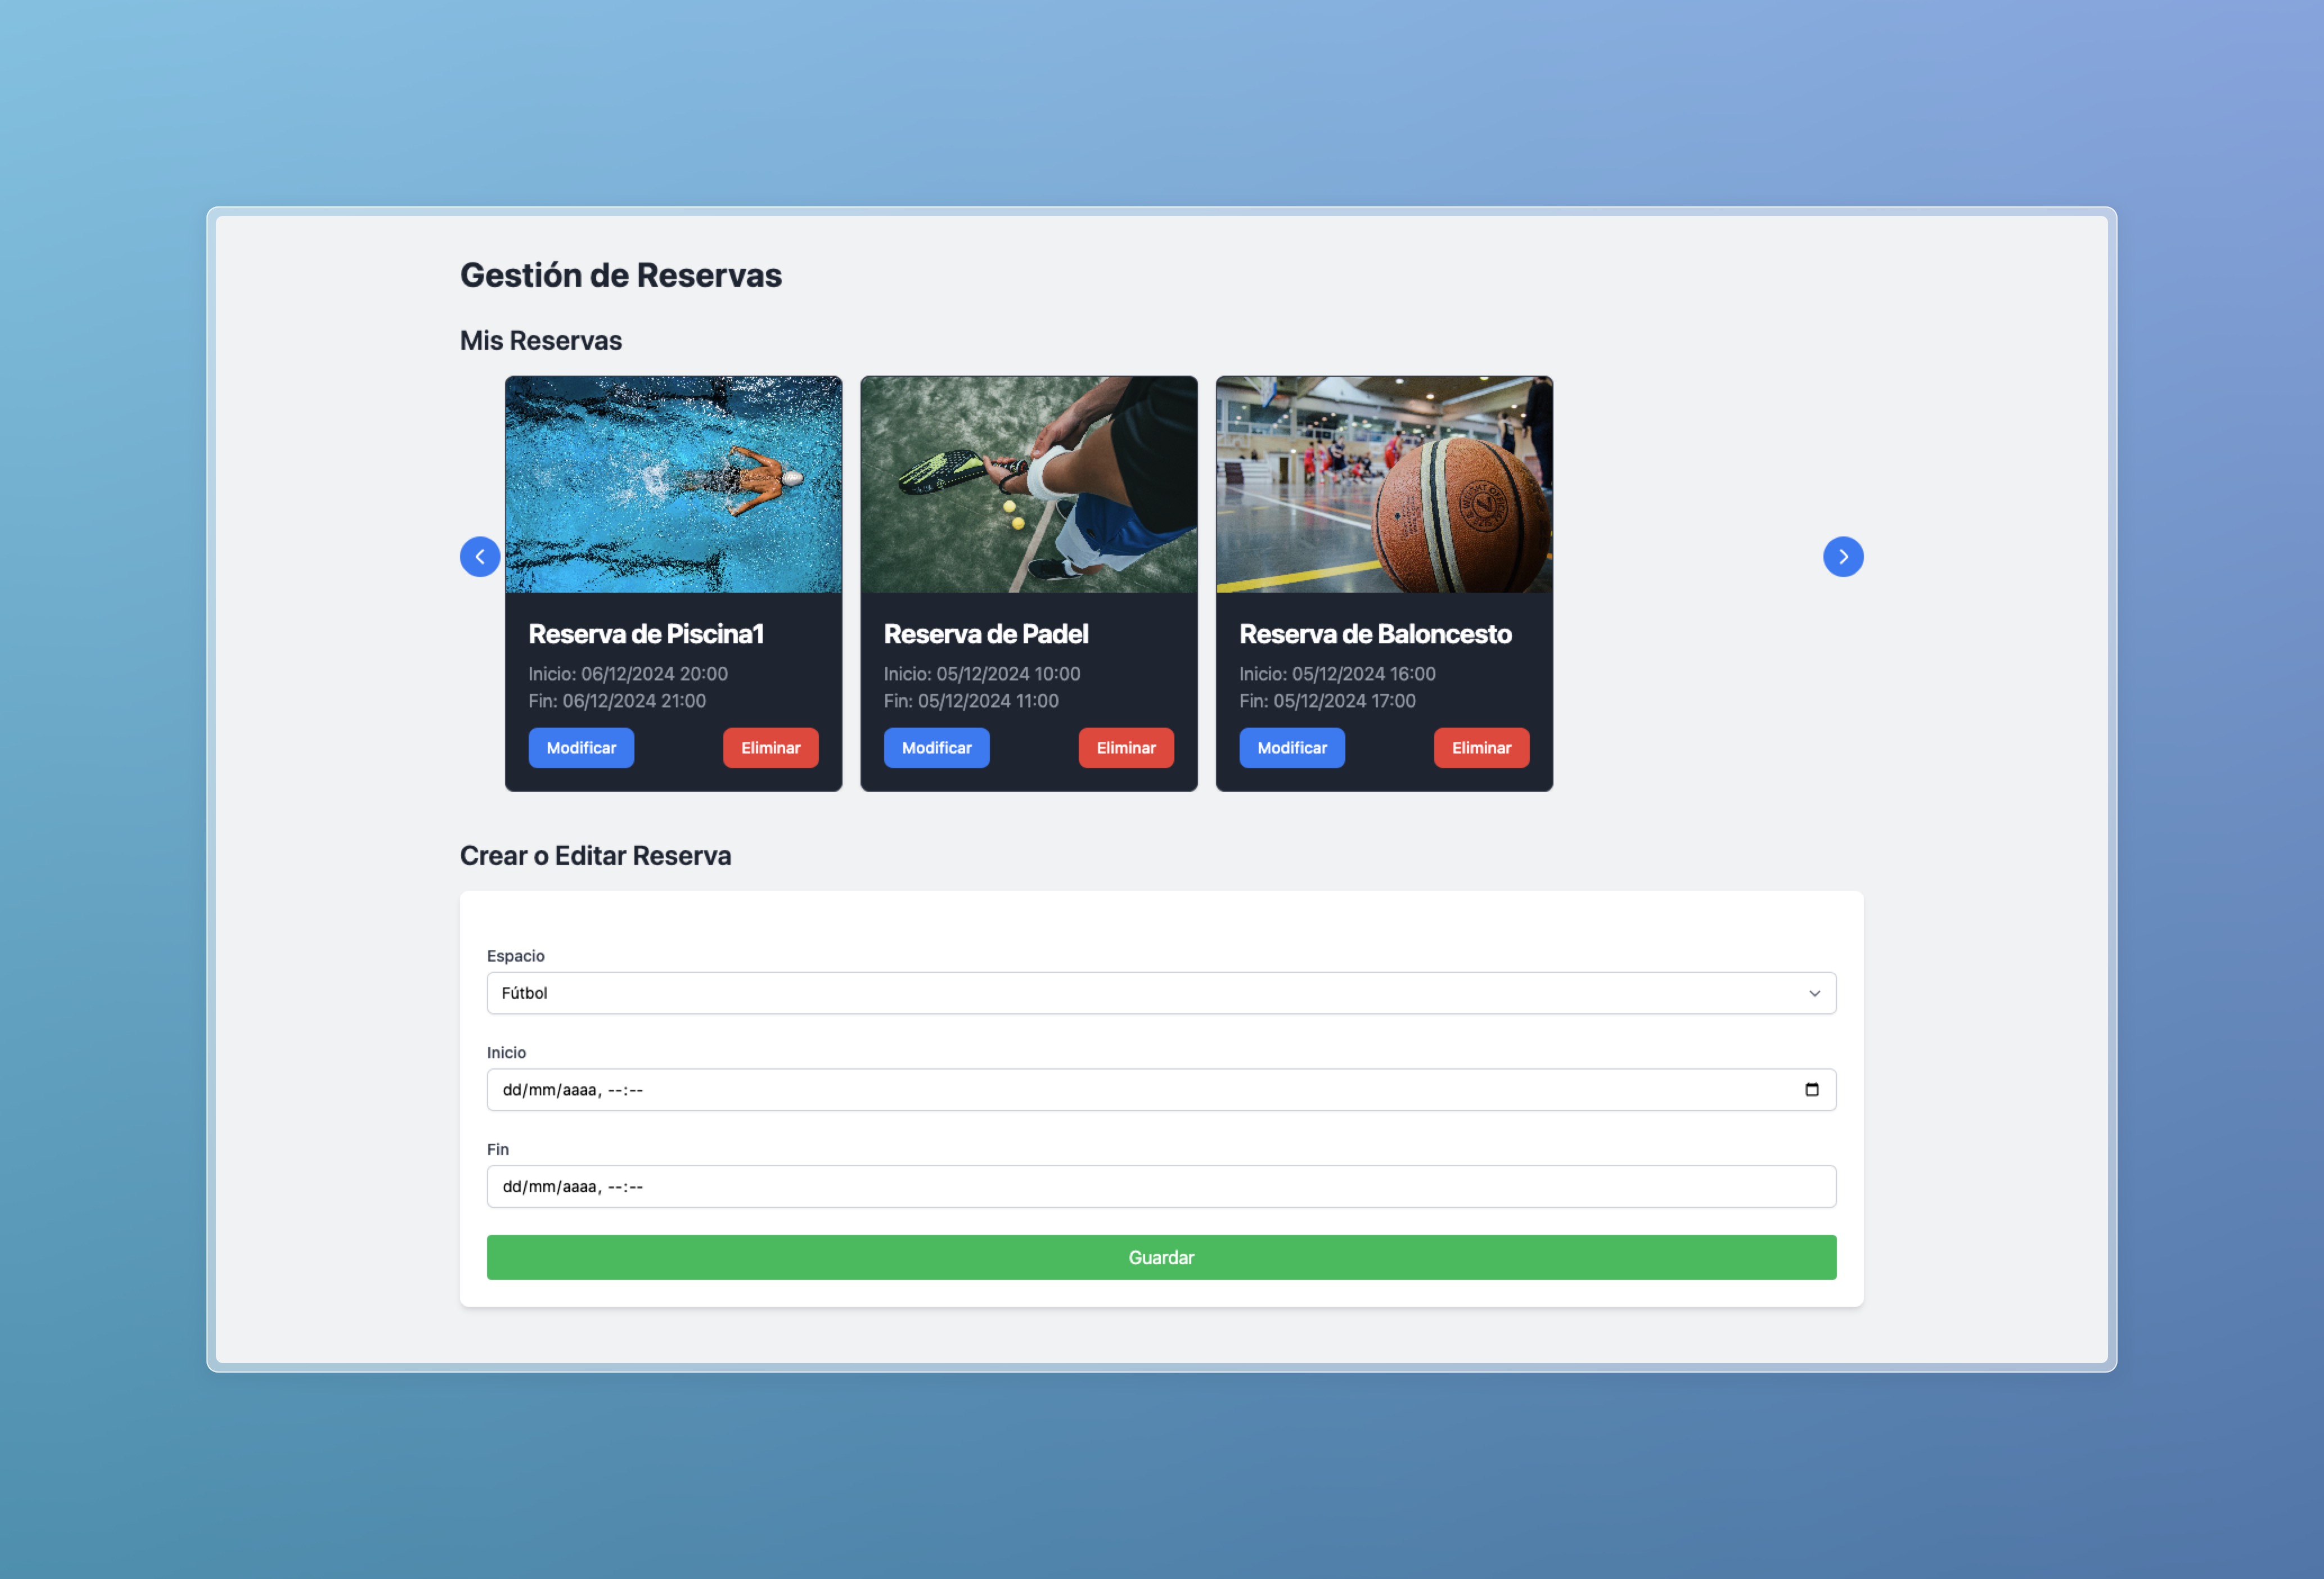 Gestión de Reservas
Mis Reservas
Reserva de Piscina1
Inicio: 06/12/2024 20:00
Fin: 06/12/2024 21:00
Modificar
Eliminar
Reserva de Padel
Inicio: 05/12/2024 10:00
Fin: 05/12/2024 11:00
Modificar
Eliminar
Reserva de Baloncesto
Inicio: 05/12/2024 16:00
Fin: 05/12/2024 17:00
Modificar
Eliminar
Crear o Editar Reserva
Espacio
Fútbol
Inicio
dd/mm/aaaa, --:--
Fin
dd/mm/aaaa, --:--
Guardar